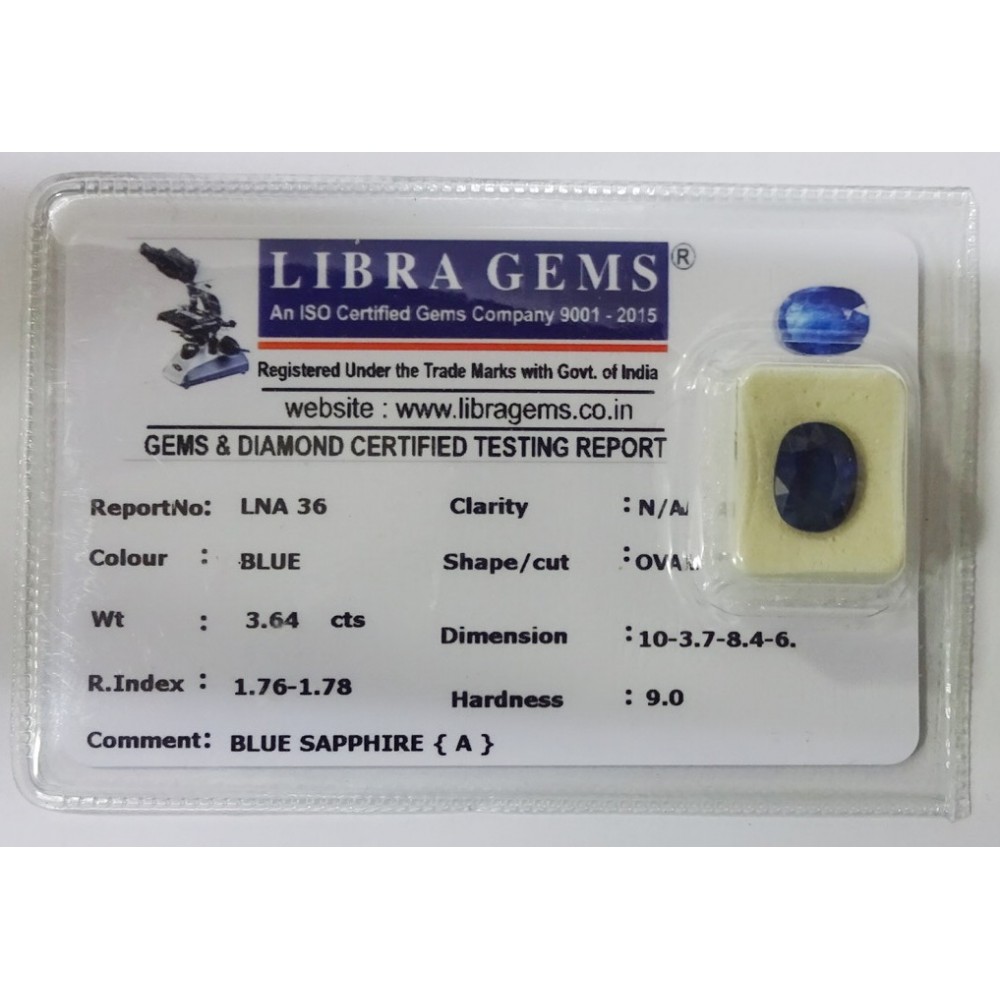 LIBRA GEMS ®
An ISO Certified Gems Company 9001 - 2015
Registered Under the Trade Marks with Govt. of India
website : www.libragems.co.in
GEMS & DIAMOND CERTIFIED TESTING REPORT
ReportNo: LNA 36 Clarity : N/A
Colour : BLUE Shape/cut :
Wt : 3.64 cts Dimension : 10-3.7-8.4-6.
R.Index : 1.76-1.78 Hardness : 9.0
Comment: BLUE SAPPHIRE { A }